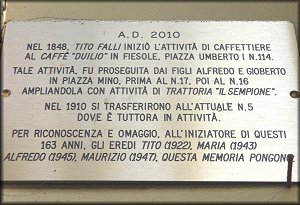 A.D. 2010
NEL 1848, TITO FALLI INIZIÒ L'ATTIVITÀ DI CAFFETTIERE
AL CAFFÈ "DUILIO" IN FIESOLE, PIAZZA UMBERTO I N.114.
TALE ATTIVITÀ, FU PROSEGUITA DAI FIGLI ALFREDO E GIOBERTO
IN PIAZZA MINO, PRIMA AL N.17, POI AL N.16
AMPLIANDOLA CON ATTIVITÀ DI TRATTORIA "IL SEMPIONE".
NEL 1910 SI TRASFERIRONO ALL'ATTUALE N.5
DOVE È TUTTORA IN ATTIVITÀ.
PER RICONOSCENZA E OMAGGIO, ALL'INIZIATORE DI QUESTI
163 ANNI, GLI EREDI TITO (1922), MARIA (1943)
ALFREDO (1945), MAURIZIO (1947), QUESTA MEMORIA PONGONO